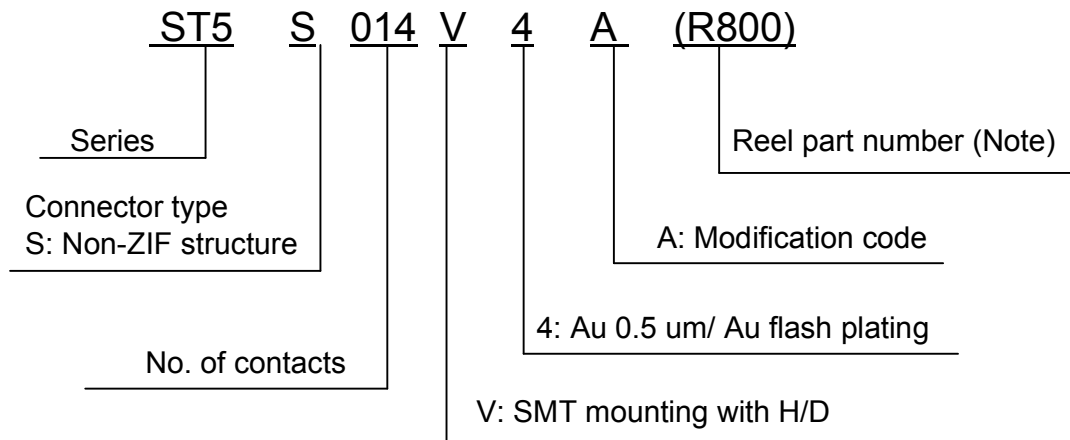 ST5 S 014 V 4 A (R800)
Series
Reel part number (Note)
Connector type
S: Non-ZIF structure
A: Modification code
4: Au 0.5 um/ Au flash plating
No. of contacts
V: SMT mounting with H/D